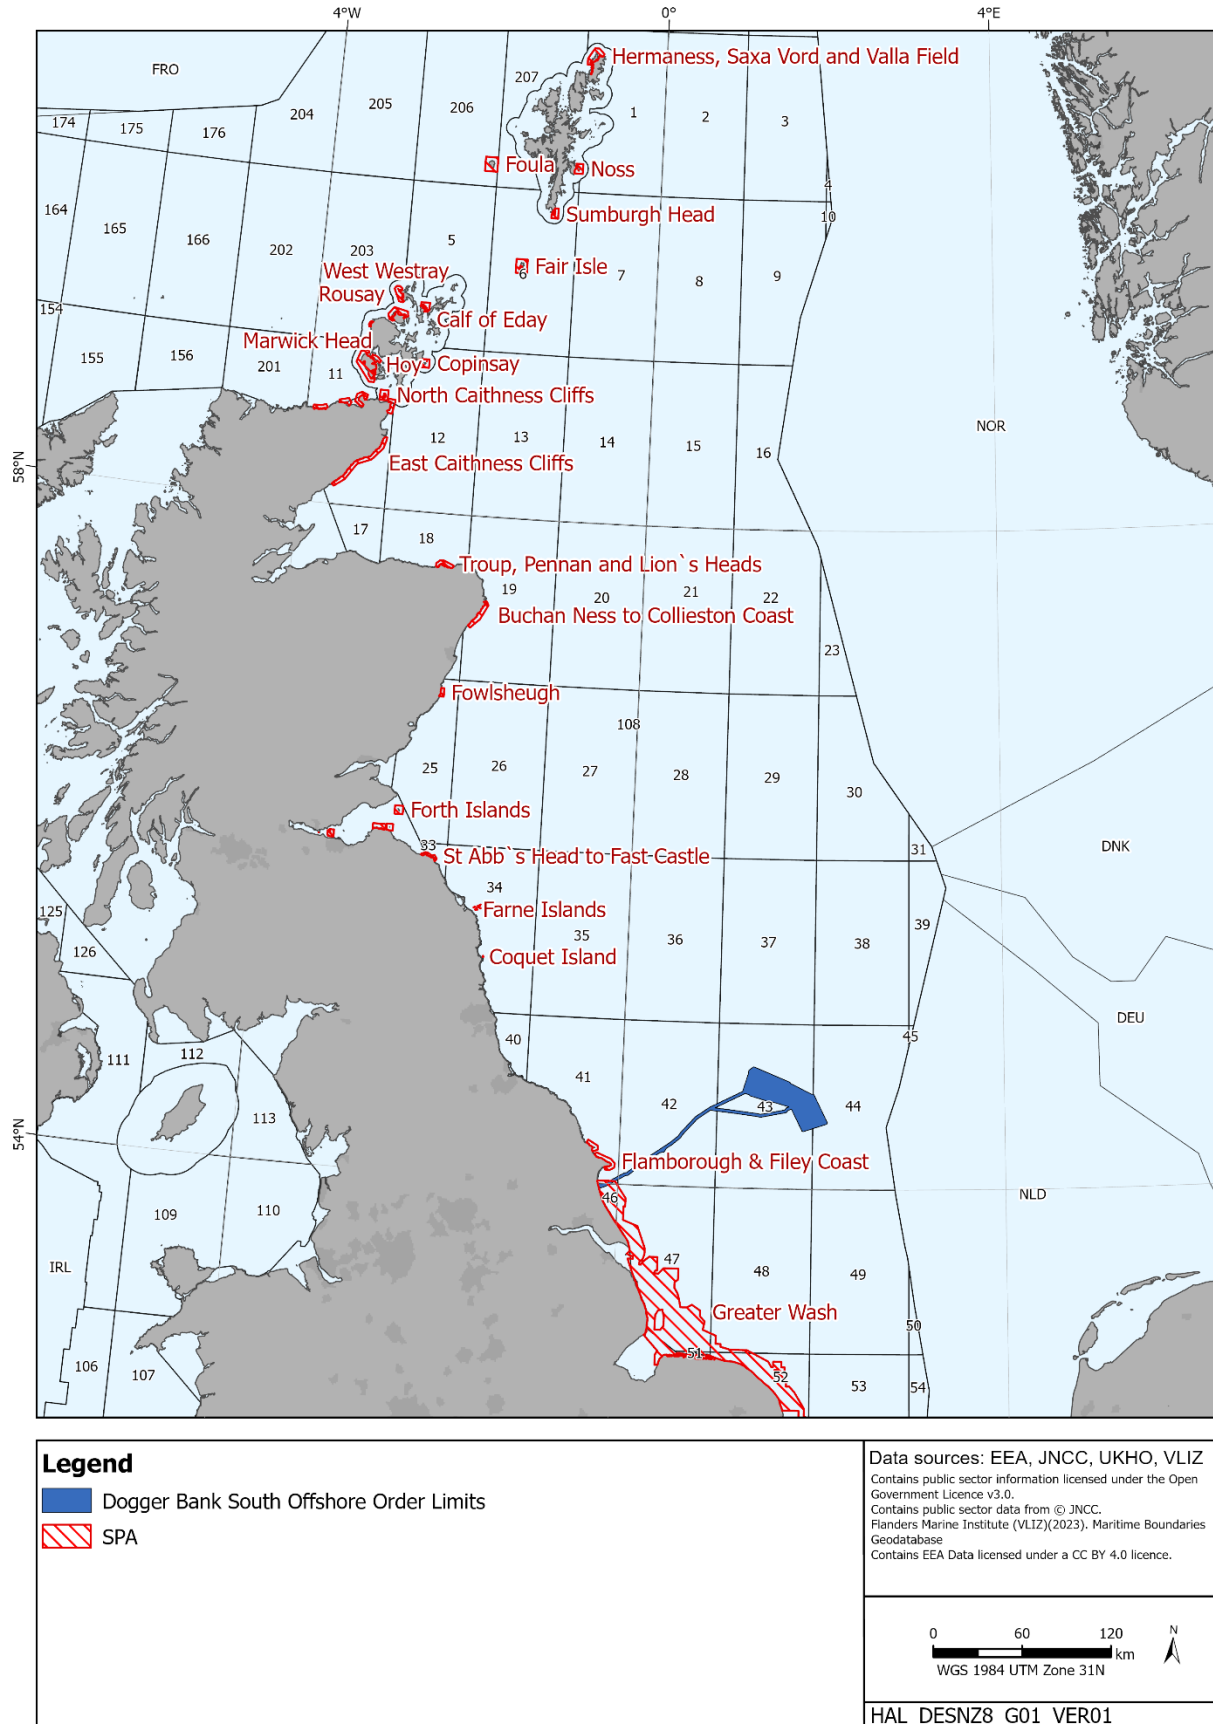 4°W
0°
4°E
FRO
Hermaness, Saxa Vord and Valla Field
207
205
206
204
1
2
3
174
175
176
Foula
Noss
4
164
165
166
Sumburgh Head
10
202
203
5
West Westray
Fair Isle
6
7
8
9
Rousay
154
Calf of Eday
155
156
201
Marwick Head
11
Hoy
Copinsay
North Caithness Cliffs
NOR
12
13
14
15
16
58°N
East Caithness Cliffs
17
18
Troup, Pennan and Lion`s Heads
19
20
21
22
Buchan Ness to Collieston Coast
23
Fowlsheugh
108
25
26
27
28
29
30
Forth Islands
33
31
DNK
St Abb`s Head to Fast Castle
34
125
Farne Islands
39
126
35
36
37
38
Coquet Island
DEU
45
40
111
112
41
42
43
44
113
54°N
Flamborough & Filey Coast
46
NLD
109
110
IRL
47
48
49
Greater Wash
50
51
106
107
52
53
54
Legend
Dogger Bank South Offshore Order Limits
SPA
Data sources: EEA, JNCC, UKHO, VLIZ
Contains public sector information licensed under the Open
Government Licence v3.0.
Contains public sector data from © JNCC.
Flanders Marine Institute (VLIZ)(2023). Maritime Boundaries
Geodatabase
Contains EEA Data licensed under a CC BY 4.0 licence.
0 60 120
km
N
WGS 1984 UTM Zone 31N
HAL_DESNZ8_G01_VER01